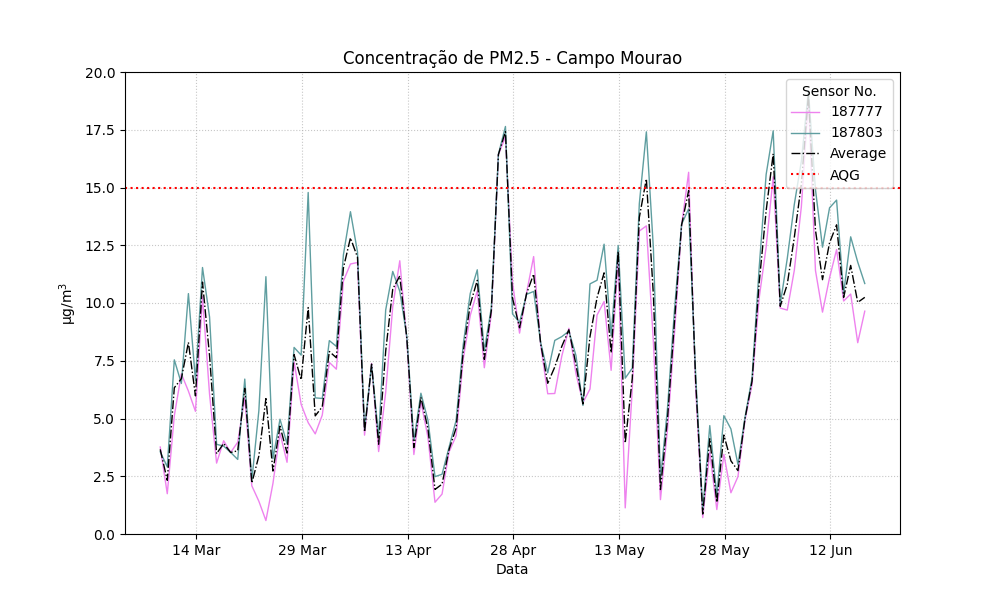 Concentração de PM2.5 - Campo Mourao
20.0
17.5
15.0
12.5
10.0
7.5
5.0
2.5
0.0
µg/m³
Sensor No.
187777
187803
Average
AQG
14 Mar
29 Mar
13 Apr
28 Apr
13 May
28 May
12 Jun
Data